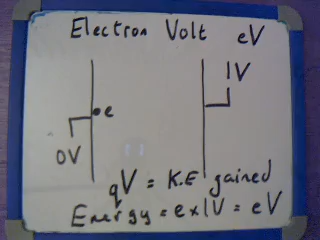 Electron Volt eV
1V
e
0V
qV = K.E gained
Energy = e x 1V = eV